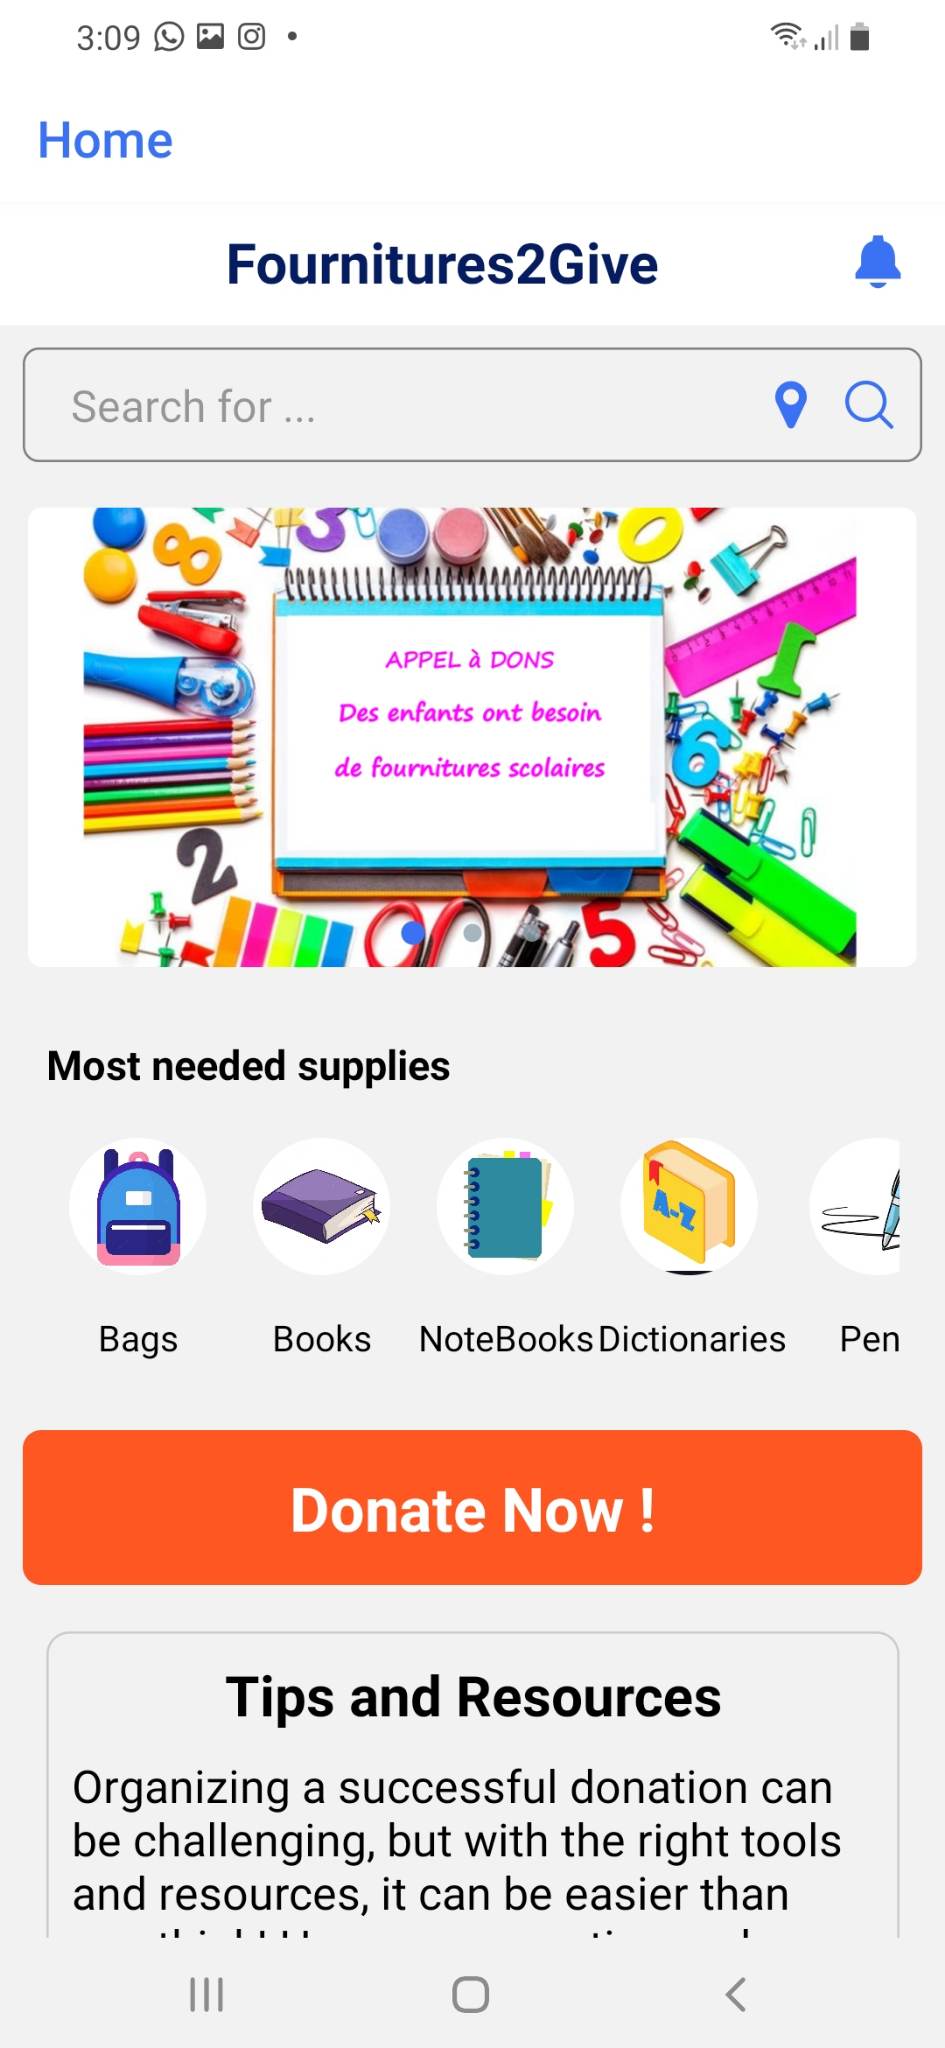 3:09
Home
Fournitures2Give
Search for ...
APPEL à DONS
Des enfants ont besoin
de fournitures scolaires
Most needed supplies
A-Z
Bags Books NoteBooks Dictionaries Pen
Donate Now !
Tips and Resources
Organizing a successful donation can
be challenging, but with the right tools
and resources, it can be easier than